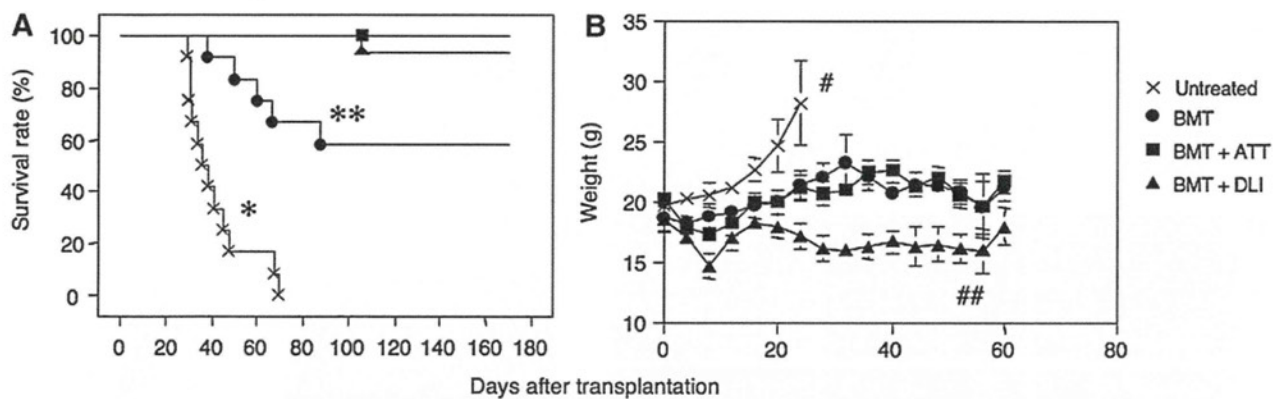 A
Survival rate (%)
100
80
60
40
20
0
*
**
0 20 40 60 80 100 120 140 160 180
B
Weight (g)
35
30
25
20
15
10
#
##
0 20 40 60 80
Days after transplantation
Untreated
BMT
BMT + ATT
BMT + DLI